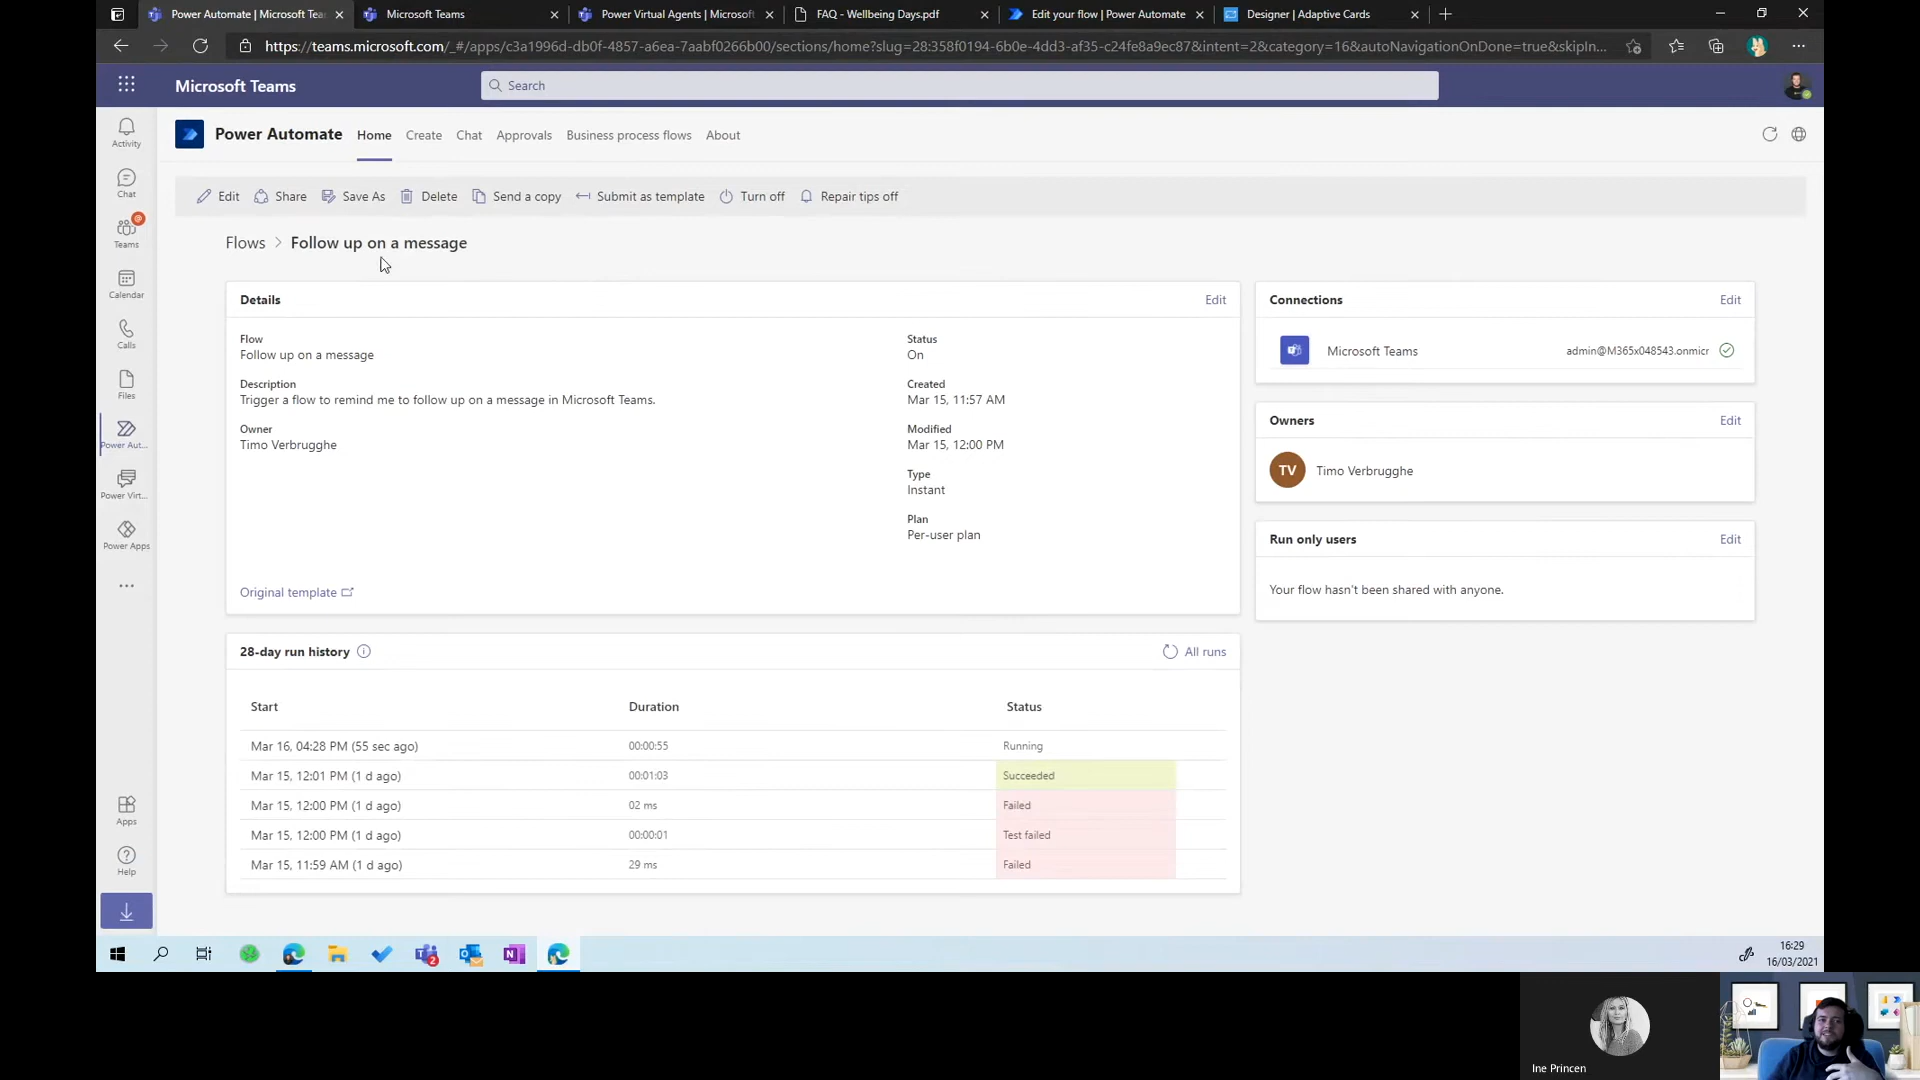 Power Automate | Microsoft Tea
Microsoft Teams
Power Virtual Agents | Microsoft
FAQ - Wellbeing Days.pdf
Edit your flow | Power Automate
Designer | Adaptive Cards
https://teams.microsoft.com/_#/apps/c3a1996d-db0f-4857-a6ea-7aabf0266b00/sections/home?slug=28:358f0194-6b0e-4dd3-af35-c24fe8a9ec87&intent=2&category=16&autoNavigationOnDone=true&skipIn...
Microsoft Teams
Search
Activity
Chat
Teams
Calendar
Calls
Files
Power Aut...
Power Virt...
Power Apps
Apps
Help
Power Automate
Home
Create
Chat
Approvals
Business process flows
About
Edit
Share
Save As
Delete
Send a copy
Submit as template
Turn off
Repair tips off
Flows > Follow up on a message
Details
Edit
Flow
Follow up on a message
Description
Trigger a flow to remind me to follow up on a message in Microsoft Teams.
Owner
Timo Verbrugghe
Status
On
Created
Mar 15, 11:57 AM
Modified
Mar 15, 12:00 PM
Type
Instant
Plan
Per-user plan
Original template
Connections
Edit
Microsoft Teams
admin@M365x048543.onmicr
Owners
Edit
TV
Timo Verbrugghe
Run only users
Edit
Your flow hasn't been shared with anyone.
28-day run history
All runs
Start Duration Status
Mar 16, 04:28 PM (55 sec ago) 00:00:55 Running
Mar 15, 12:01 PM (1 d ago) 00:01:03 Succeeded
Mar 15, 12:00 PM (1 d ago) 02 ms Failed
Mar 15, 12:00 PM (1 d ago) 00:00:01 Test failed
Mar 15, 11:59 AM (1 d ago) 29 ms Failed
2
16:29
16/03/2021
Ine Princen